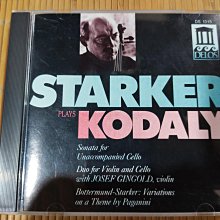 DE 1015
DELOS
STARKER
PLAYS
KODALY
Sonata for
Unaccompanied Cello
Duo for Violin and Cello
with JOSEF GINGOLD, violin
Bottermund-Starker: Variations
on a Theme by Paganini